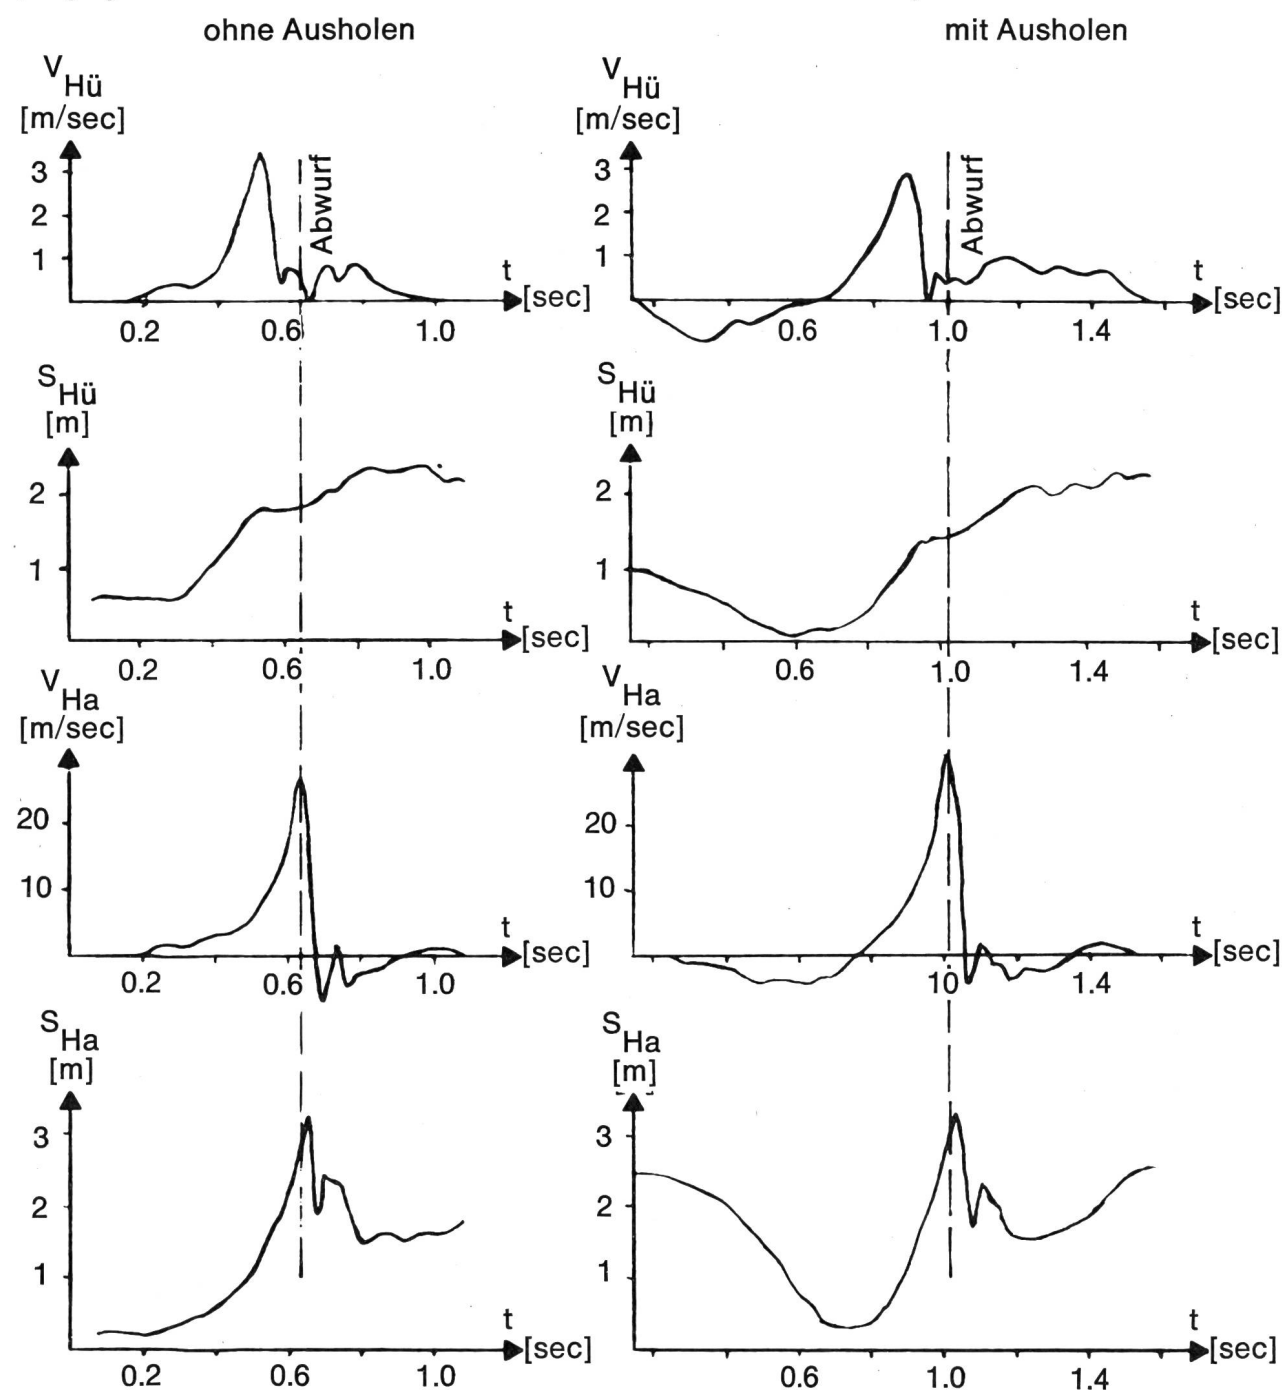 ohne Ausholen
mit Ausholen
V Hü
[m/sec]
3
2
1
Abwurf
t
[sec]
0.2 0.6 1.0
V Hü
[m/sec]
3
2
1
Abwurf
t
[sec]
0.6 1.0 1.4
S Hü
[m]
2
1
t
[sec]
0.2 0.6 1.0
S Hü
[m]
2
1
t
[sec]
0.6 1.0 1.4
V Ha
[m/sec]
20
10
t
[sec]
0.2 0.6 1.0
V Ha
[m/sec]
20
10
t
[sec]
10 1.4
S Ha
[m]
3
2
1
t
[sec]
0.2 0.6 1.0
S Ha
[m]
3
2
1
t
[sec]
0.6 1.0 1.4